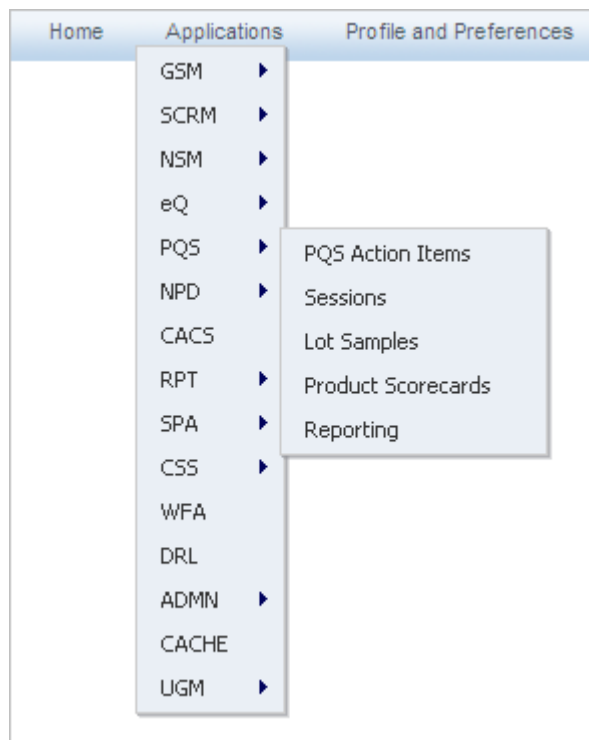 Home Applications Profile and Preferences
GSM
SCRM
NSM
eQ
PQS
NPD
CACS
RPT
SPA
CSS
WFA
DRL
ADMN
CACHE
UGM
PQS Action Items
Sessions
Lot Samples
Product Scorecards
Reporting